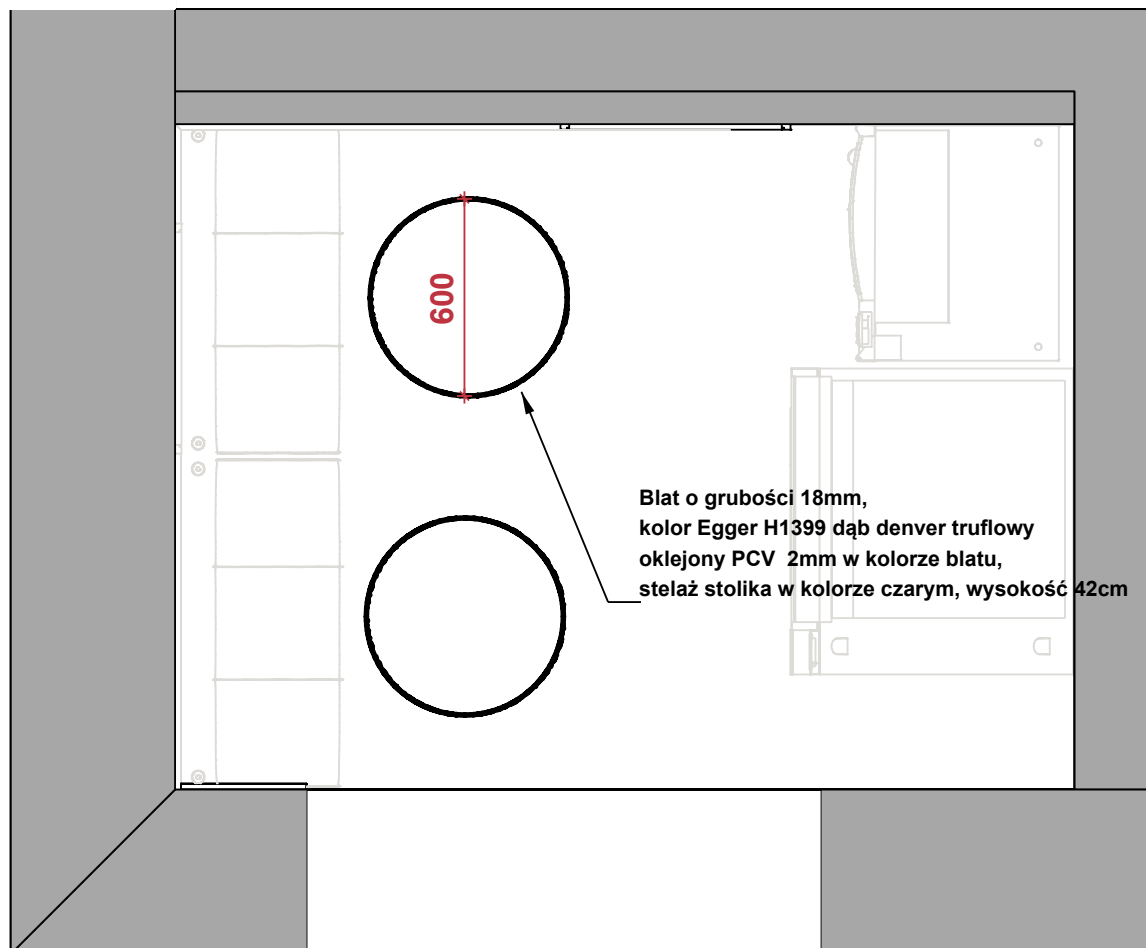 600
Blat o grubości 18mm,
kolor Egger H1399 dąb denver truflowy
oklejony PCV  2mm w kolorze blatu,
stelaż stolika w kolorze czarym, wysokość 42cm